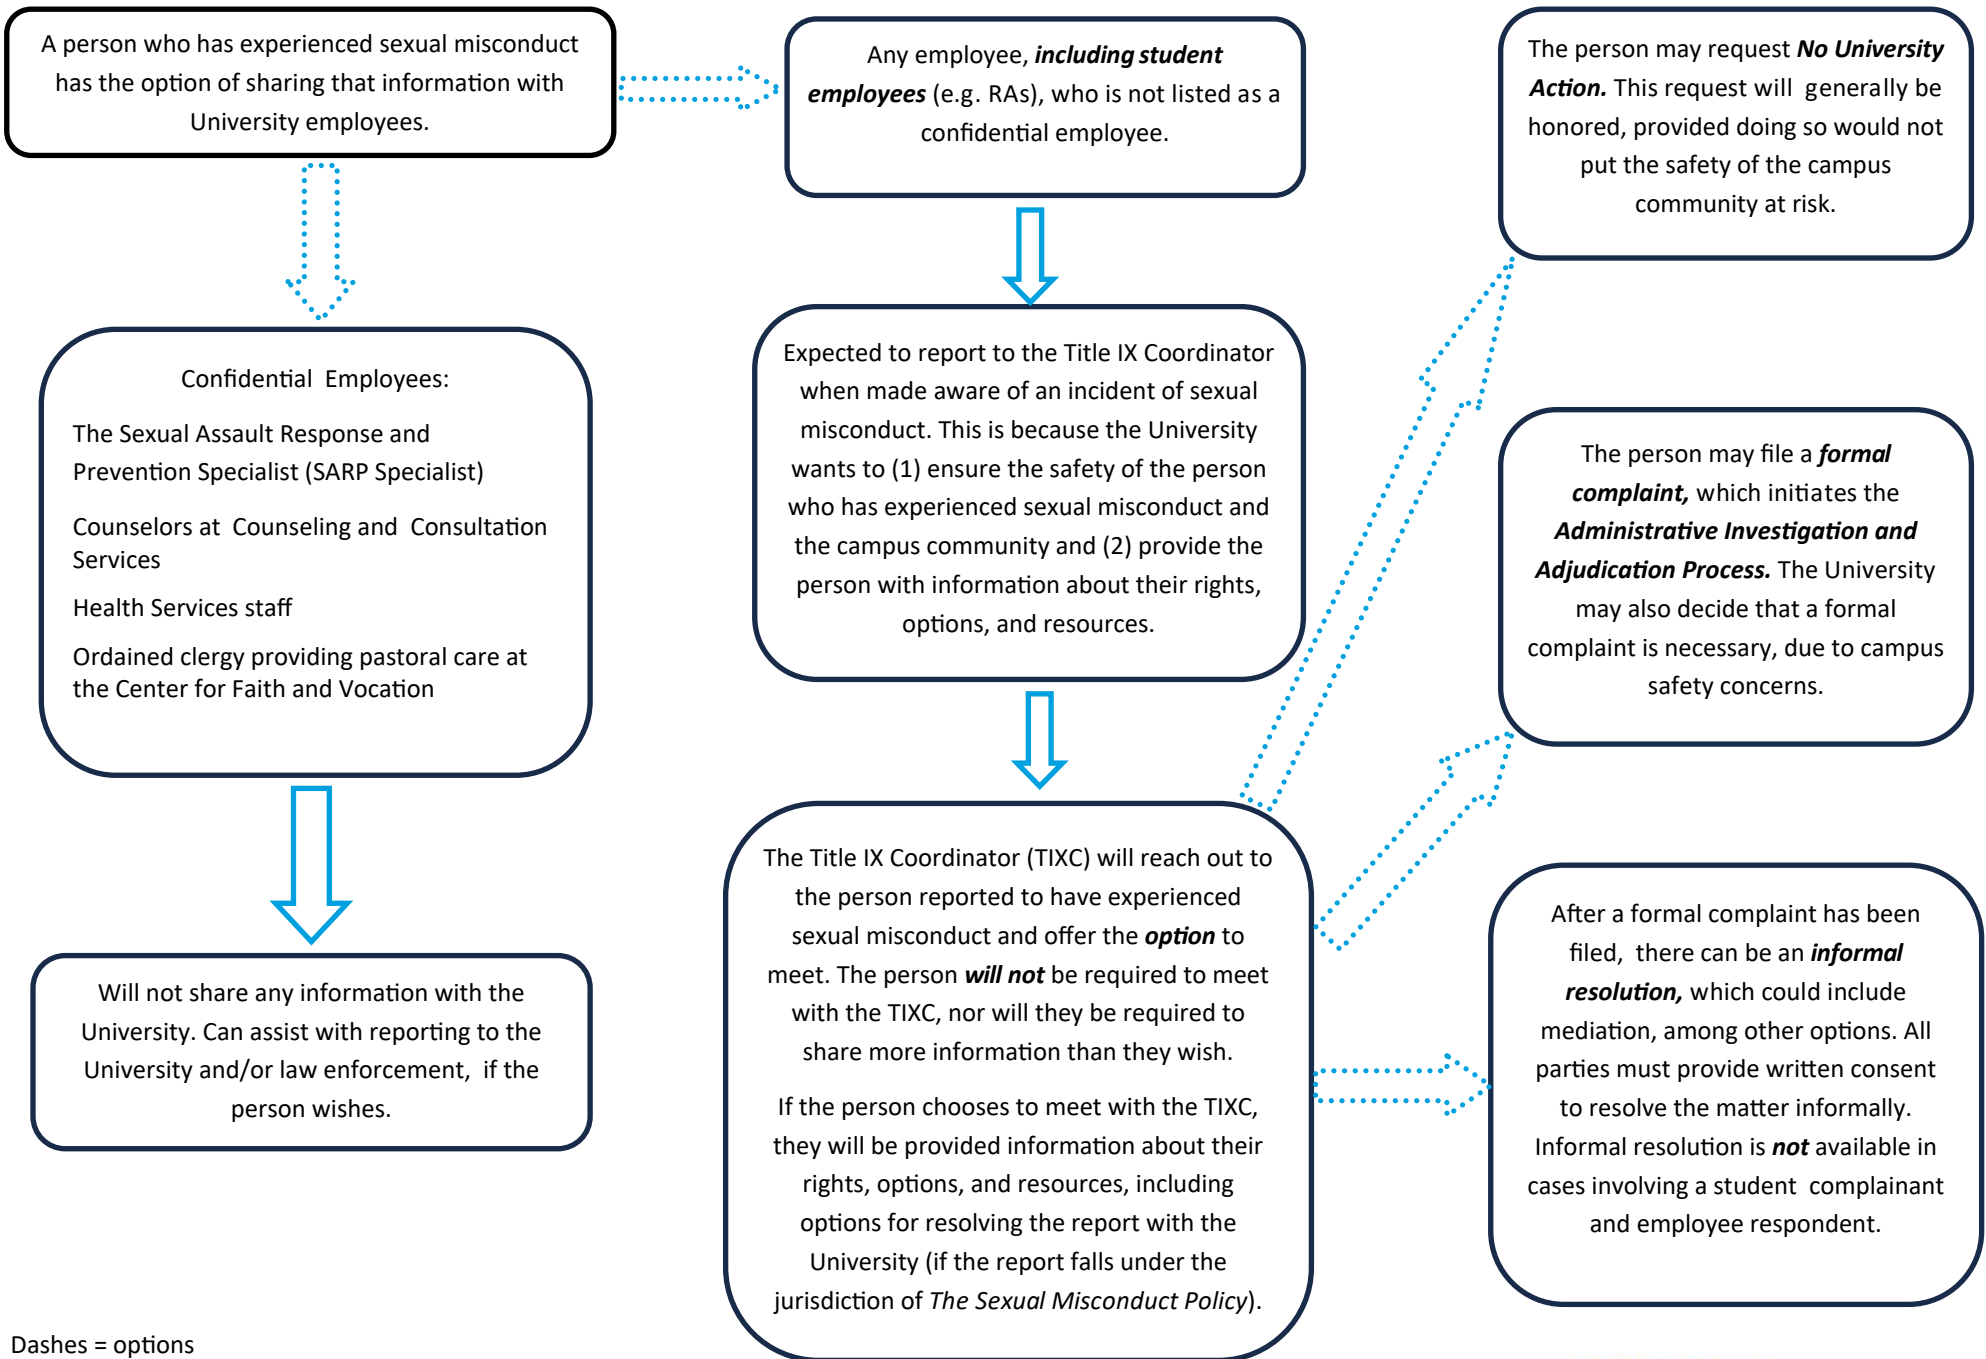 A person who has experienced sexual misconduct
has the option of sharing that information with
University employees.
Any employee, including student
employees (e.g. RAs), who is not listed as a
confidential employee.
The person may request No University
Action. This request will generally be
honored, provided doing so would not
put the safety of the campus
community at risk.
Confidential Employees:
The Sexual Assault Response and
Prevention Specialist (SARP Specialist)
Counselors at Counseling and Consultation
Services
Health Services staff
Ordained clergy providing pastoral care at
the Center for Faith and Vocation
Expected to report to the Title IX Coordinator
when made aware of an incident of sexual
misconduct. This is because the University
wants to (1) ensure the safety of the person
who has experienced sexual misconduct and
the campus community and (2) provide the
person with information about their rights,
options, and resources.
The person may file a formal
complaint, which initiates the
Administrative Investigation and
Adjudication Process. The University
may also decide that a formal
complaint is necessary, due to campus
safety concerns.
Will not share any information with the
University. Can assist with reporting to the
University and/or law enforcement, if the
person wishes.
The Title IX Coordinator (TIXC) will reach out to
the person reported to have experienced
sexual misconduct and offer the option to
meet. The person will not be required to meet
with the TIXC, nor will they be required to
share more information than they wish.
If the person chooses to meet with the TIXC,
they will be provided information about their
rights, options, and resources, including
options for resolving the report with the
University (if the report falls under the
jurisdiction of The Sexual Misconduct Policy).
After a formal complaint has been
filed, there can be an informal
resolution, which could include
mediation, among other options. All
parties must provide written consent
to resolve the matter informally.
Informal resolution is not available in
cases involving a student complainant
and employee respondent.
Dashes = options